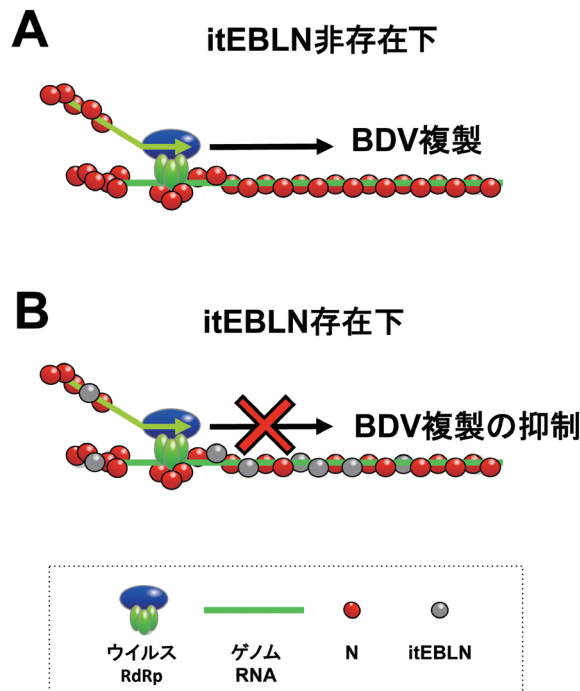 A
itEBLN非存在下
BDV複製
B
itEBLN存在下
BDV複製の抑制
ウイルス
RdRp
ゲノム
RNA
N
itEBLN